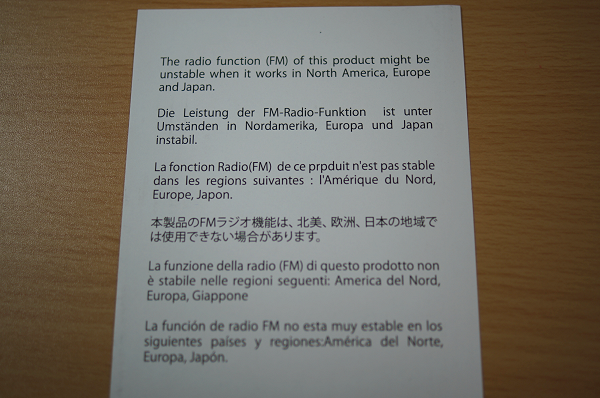 The radio function (FM) of this product might be
unstable when it works in North America, Europe
and Japan.
Die Leistung der FM-Radio-Funktion ist unter
Umständen in Nordamerika, Europa und Japan
instabil.
La fonction Radio(FM) de ce prpduit n'est pas stable
dans les regions suivantes : l'Amérique du Nord,
Europe, Japon.
本製品のFMラジオ機能は、北美、欧洲、日本の地域で
は使用できない場合があります。
La funzione della radio (FM) di questo prodotto non
è stabile nelle regioni seguenti: America del Nord,
Europa, Giappone
La función de radio FM no esta muy estable en los
siguientes países y regiones:América del Norte,
Europa, Japón.